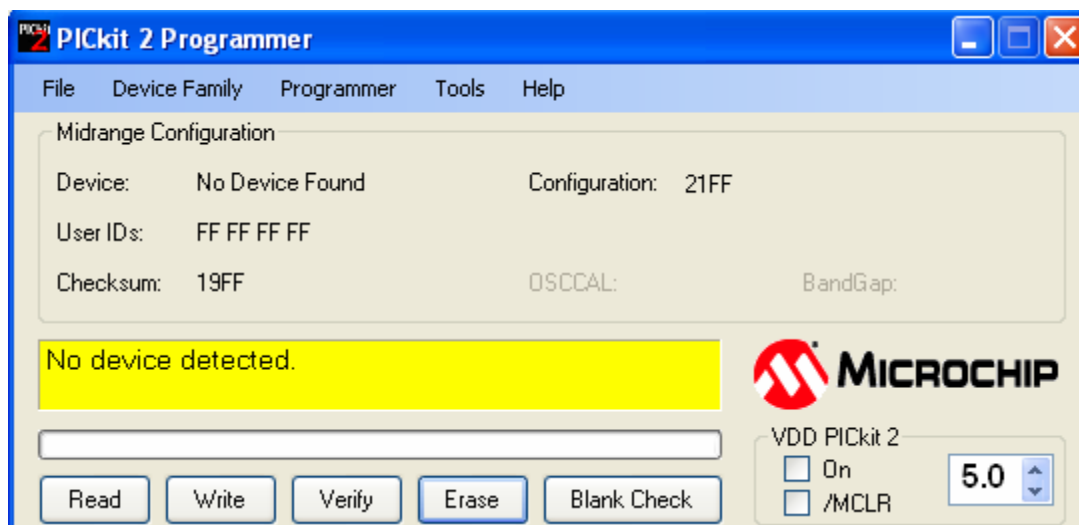 PICkit 2 Programmer
File Device Family Programmer Tools Help
Midrange Configuration
Device: No Device Found Configuration: 21FF
User IDs: FF FF FF FF
Checksum: 19FF OSCCAL: BandGap:
No device detected.
MICROCHIP
VDD PICkit 2
On
5.0
/MCLR
Read Write Verify Erase Blank Check